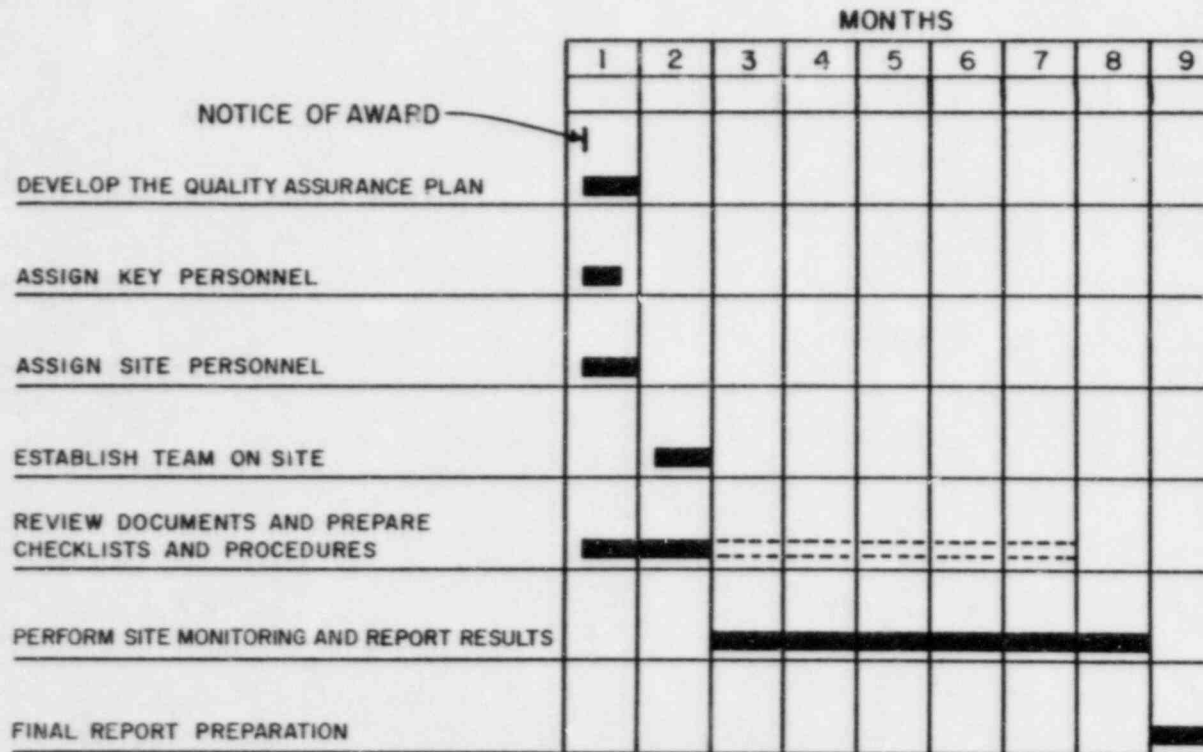 MONTHS
1 2 3 4 5 6 7 8 9
NOTICE OF AWARD
DEVELOP THE QUALITY ASSURANCE PLAN
ASSIGN KEY PERSONNEL
ASSIGN SITE PERSONNEL
ESTABLISH TEAM ON SITE
REVIEW DOCUMENTS AND PREPARE
CHECKLISTS AND PROCEDURES
PERFORM SITE MONITORING AND REPORT RESULTS
FINAL REPORT PREPARATION